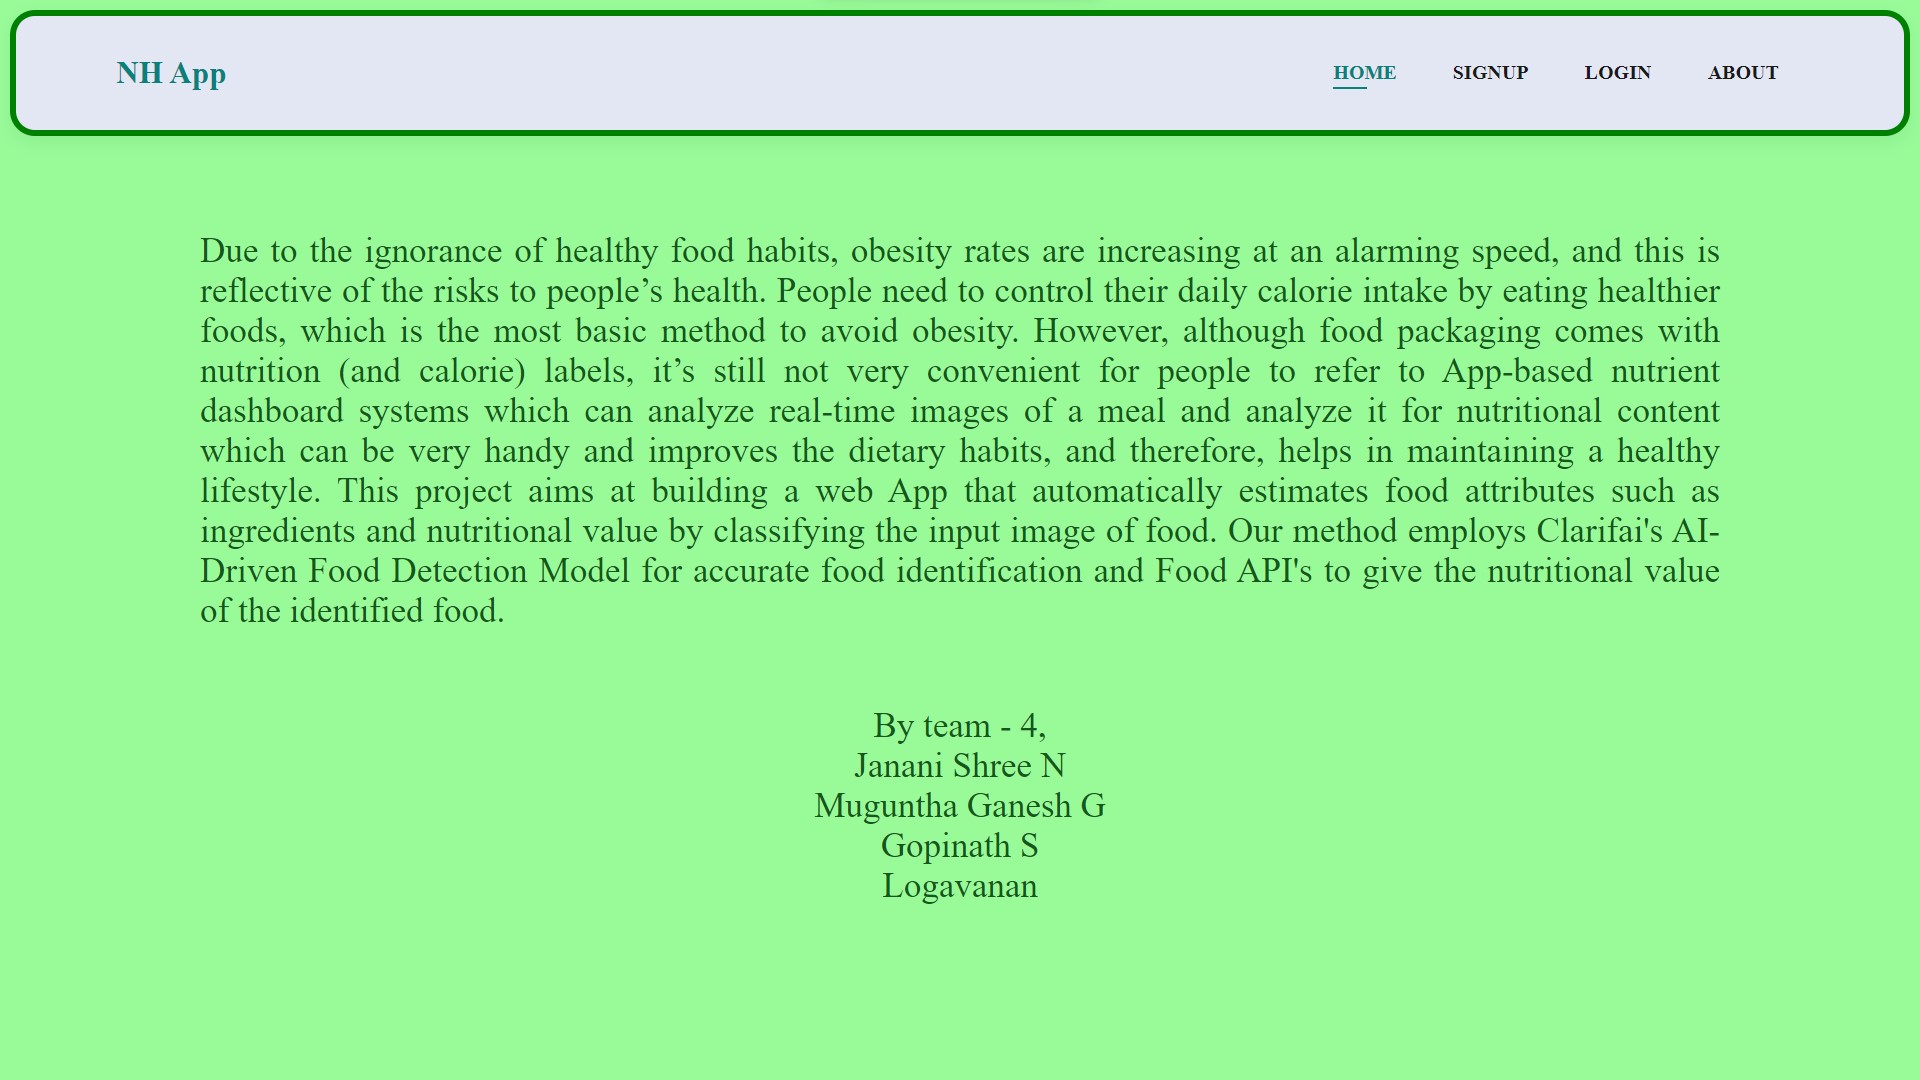 NH App
HOME SIGNUP LOGIN ABOUT
Due to the ignorance of healthy food habits, obesity rates are increasing at an alarming speed, and this is
reflective of the risks to people’s health. People need to control their daily calorie intake by eating healthier
foods, which is the most basic method to avoid obesity. However, although food packaging comes with
nutrition (and calorie) labels, it’s still not very convenient for people to refer to App-based nutrient
dashboard systems which can analyze real-time images of a meal and analyze it for nutritional content
which can be very handy and improves the dietary habits, and therefore, helps in maintaining a healthy
lifestyle. This project aims at building a web App that automatically estimates food attributes such as
ingredients and nutritional value by classifying the input image of food. Our method employs Clarifai's AI-
Driven Food Detection Model for accurate food identification and Food API's to give the nutritional value
of the identified food.
By team - 4,
Janani Shree N
Muguntha Ganesh G
Gopinath S
Logavanan